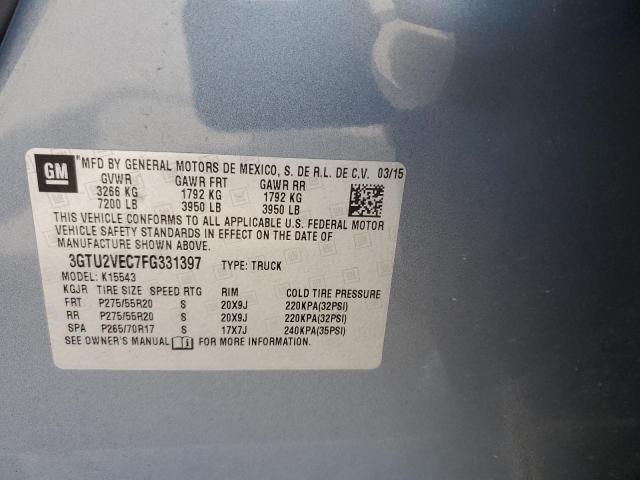 GM
MFD BY GENERAL MOTORS DE MEXICO, S. DE R.L. DE C.V. 03/15
GVWR GAWR FRT GAWR RR
3266 KG 1792 KG 1792 KG
7200 LB 3950 LB 3950 LB
THIS VEHICLE CONFORMS TO ALL APPLICABLE U.S. FEDERAL MOTOR
VEHICLE SAFETY STANDARDS IN EFFECT ON THE DATE OF
MANUFACTURE SHOWN ABOVE.
3GTU2VEC7FG331397 TYPE: TRUCK
MODEL: K15543
KGJR TIRE SIZE SPEED RTG RIM COLD TIRE PRESSURE
FRT P275/55R20 S 20X9J 220KPA(32PSI)
RR P275/55R20 S 20X9J 220KPA(32PSI)
SPA P265/70R17 S 17X7J 240KPA(35PSI)
SEE OWNER'S MANUAL FOR MORE INFORMATION.